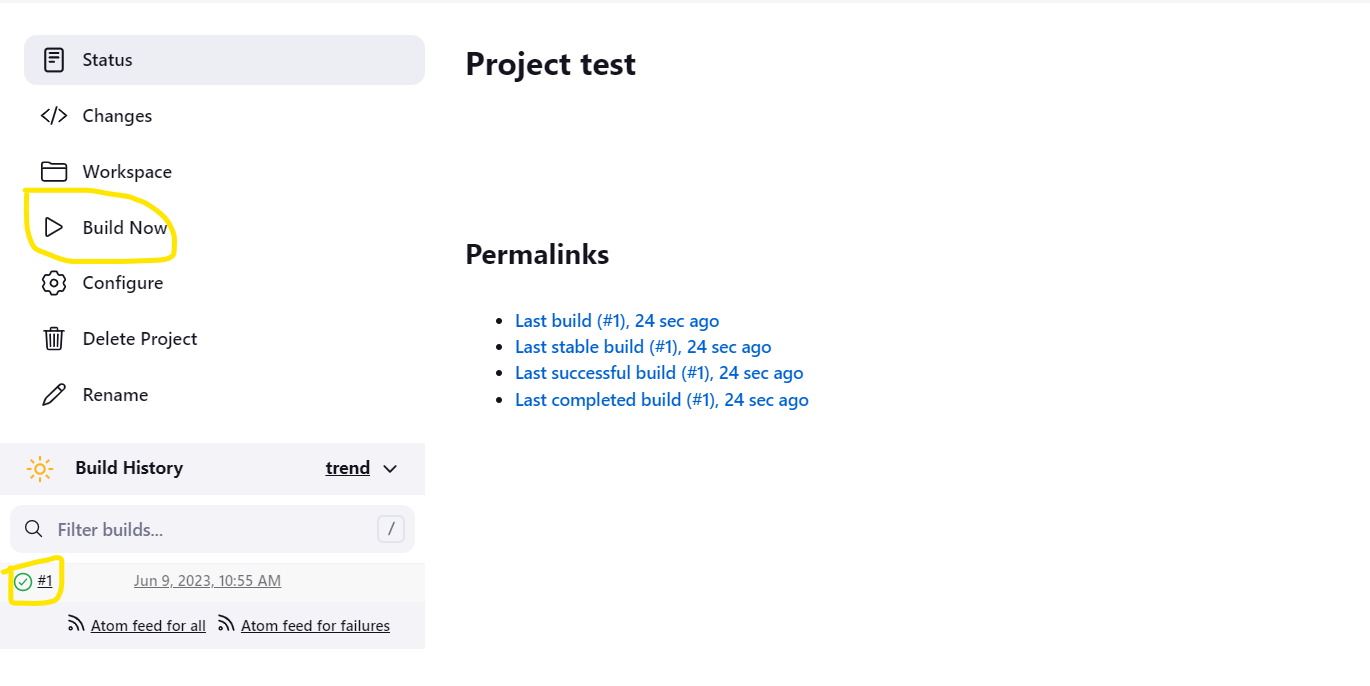 Status
Changes
Workspace
Build Now
Configure
Delete Project
Rename
Build History trend
Filter builds... /
#1 Jun 9, 2023, 10:55 AM
Atom feed for all Atom feed for failures
Project test
Permalinks
Last build (#1), 24 sec ago
Last stable build (#1), 24 sec ago
Last successful build (#1), 24 sec ago
Last completed build (#1), 24 sec ago